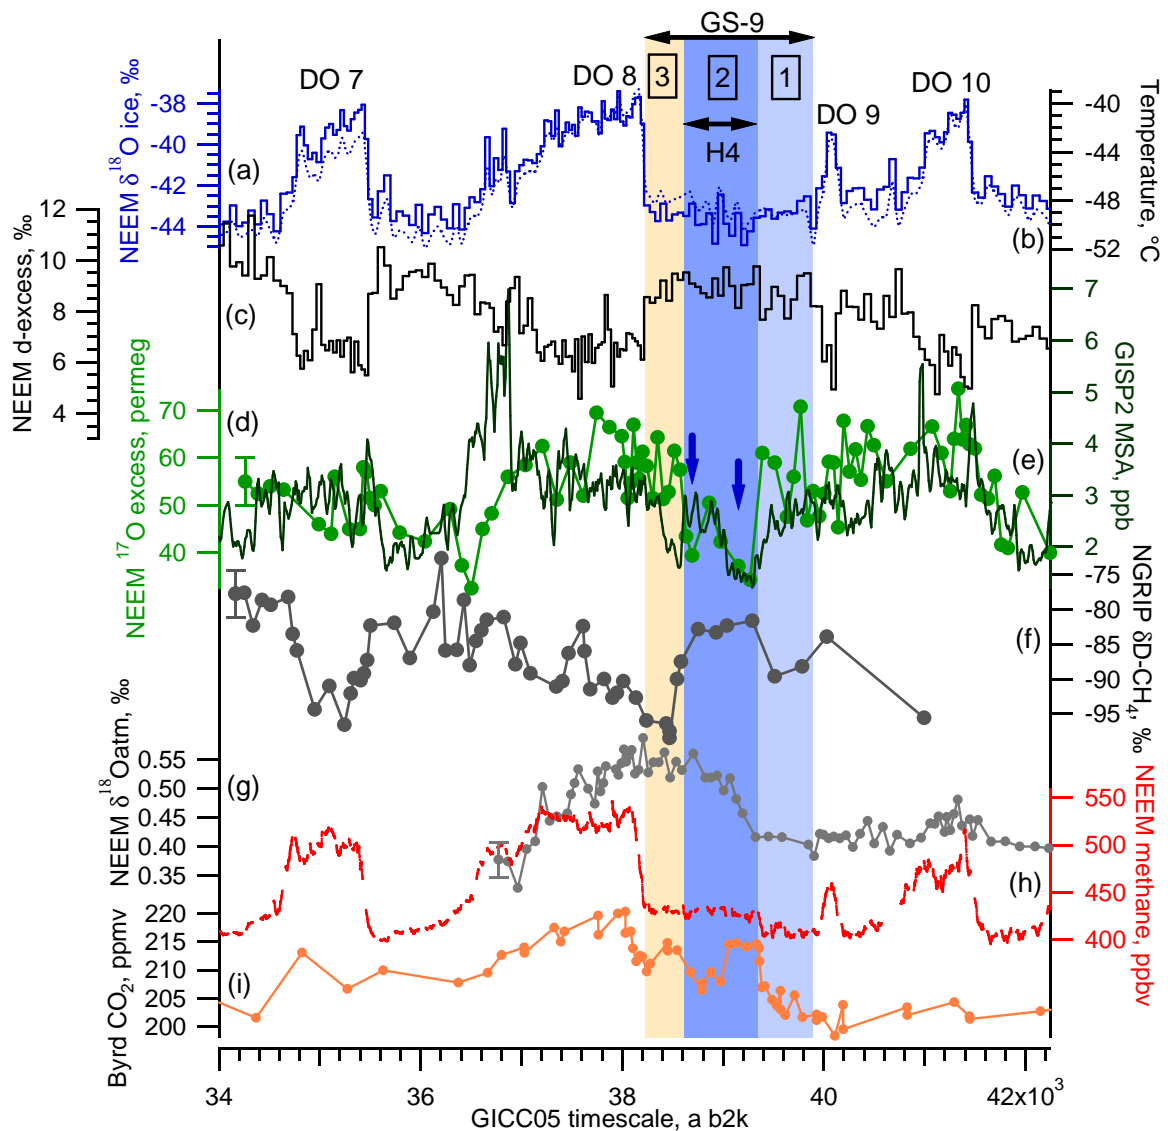 GS-9
3
2
1
DO 7
DO 8
DO 9
DO 10
H4
NEEM δ¹⁸O ice, ‰
-38
-40
-42
-44
(a)
Temperature, °C
-40
-44
-48
-52
(b)
NEEM d-excess, ‰
12
10
8
6
4
(c)
NEEM ¹⁷O excess, permeg
70
60
50
40
(d)
GISP2 MSA, ppb
7
6
5
4
3
2
(e)
NGRIP δD-CH₄, ‰
-75
-80
-85
-90
-95
(f)
NEEM δ¹⁸Oatm, ‰
0.55
0.50
0.45
0.40
0.35
(g)
NEEM methane, ppbv
550
500
450
400
(h)
Byrd CO₂, ppmv
220
215
210
205
200
(i)
34
36
38
40
42x10³
GICC05 timescale, a b2k